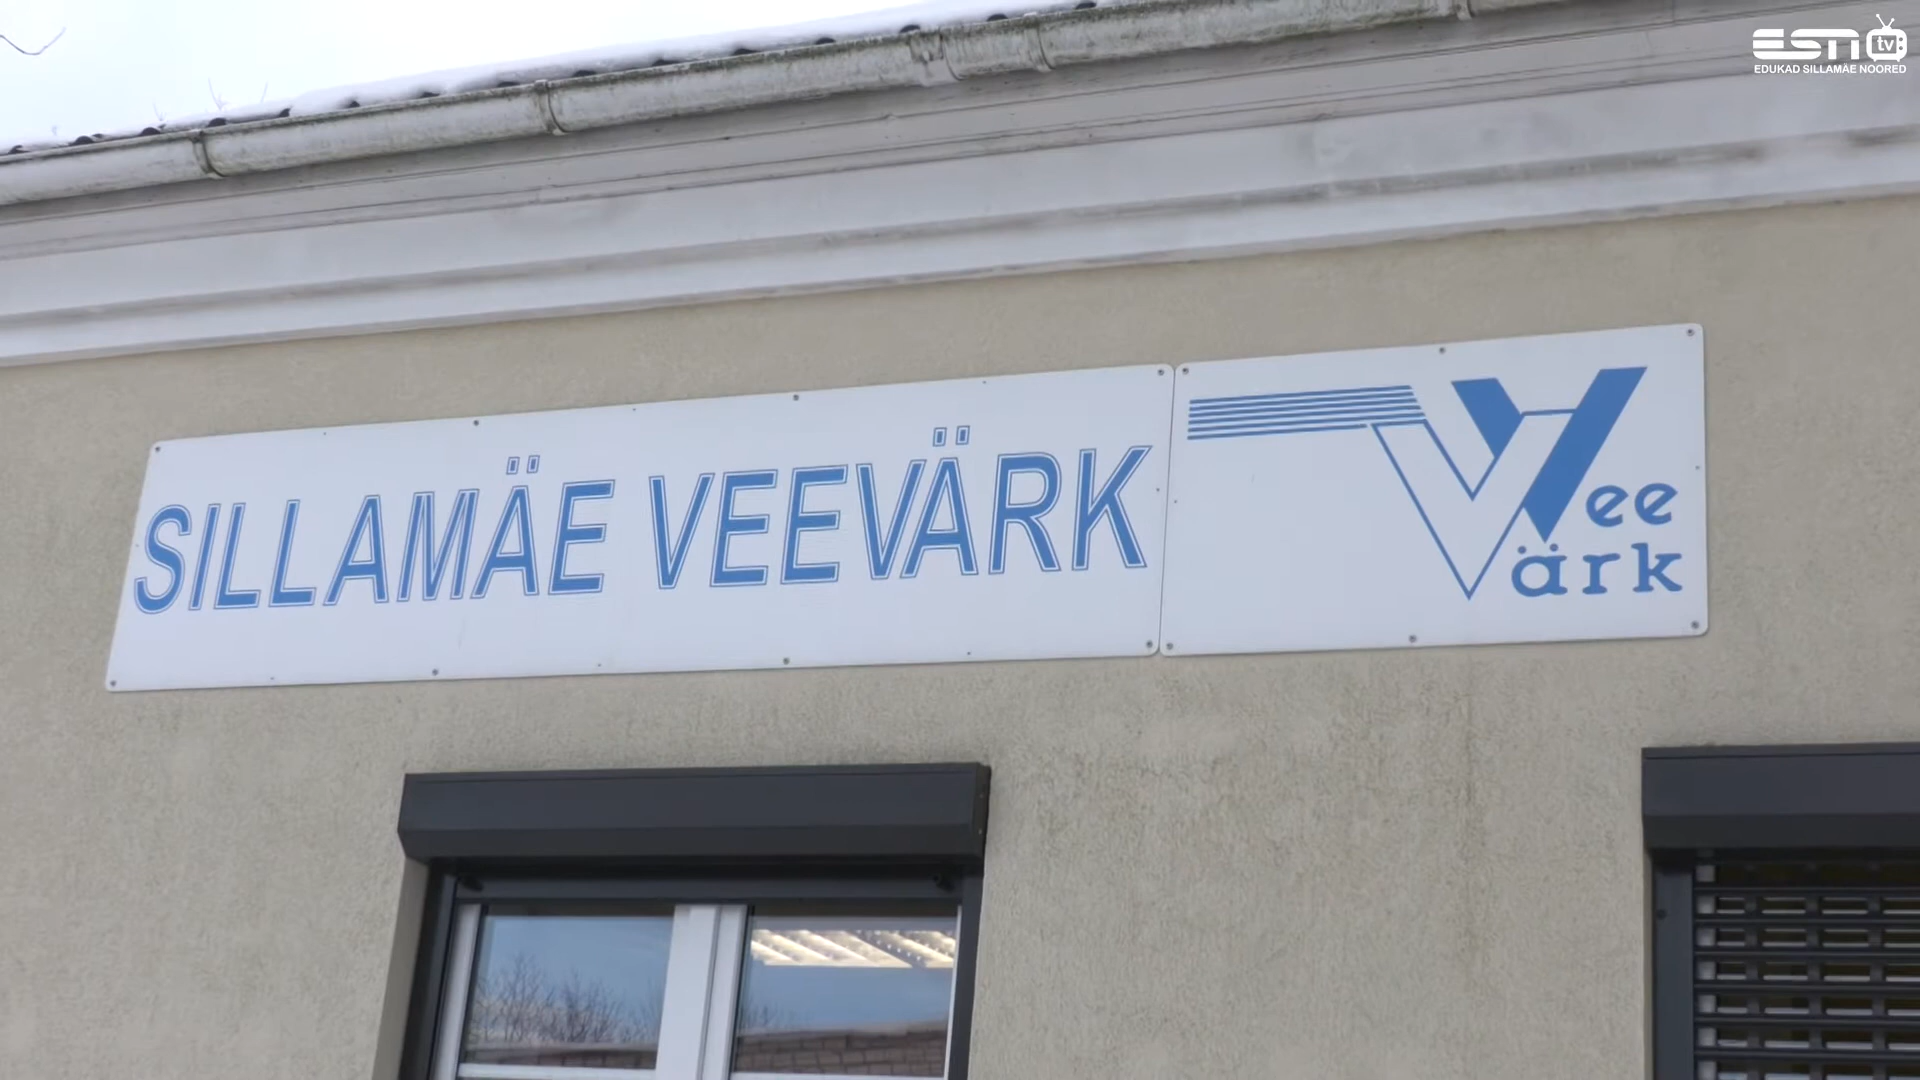 ESN tv
EDUKAD SILLAMÄE NOORED
SILLAMÄE VEEVÄRK
Vee
Värk